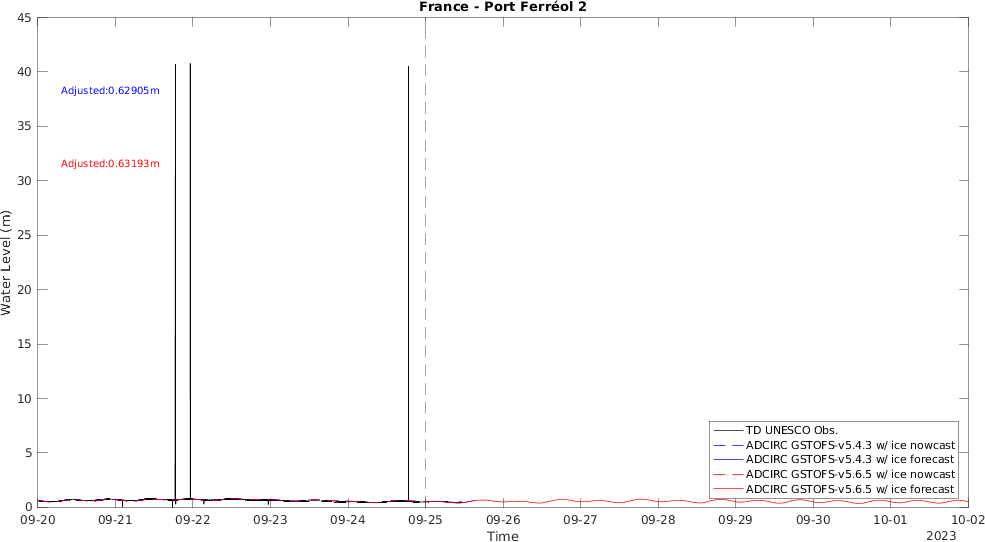 France - Port Ferréol 2
Water Level (m)
45
40
35
30
25
20
15
10
5
0
Adjusted:0.62905m
Adjusted:0.63193m
TD UNESCO Obs.
ADCIRC GSTOFS-v5.4.3 w/ ice nowcast
ADCIRC GSTOFS-v5.4.3 w/ ice forecast
ADCIRC GSTOFS-v5.6.5 w/ ice nowcast
ADCIRC GSTOFS-v5.6.5 w/ ice forecast
09-20 09-21 09-22 09-23 09-24 09-25 09-26 09-27 09-28 09-29 09-30 10-01 10-02
Time
2023